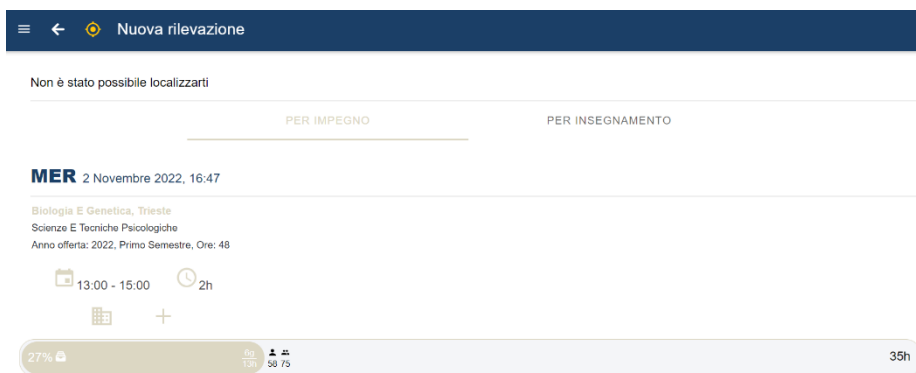 Nuova rilevazione
Non è stato possibile localizzarti
PER IMPEGNO PER INSEGNAMENTO
MER 2 Novembre 2022, 16:47
Biologia E Genetica, Trieste
Scienze E Tecniche Psicologiche
Anno offerta: 2022, Primo Semestre, Ore: 48
13:00 - 15:00 2h
27% 6g 58 75 35h
13h